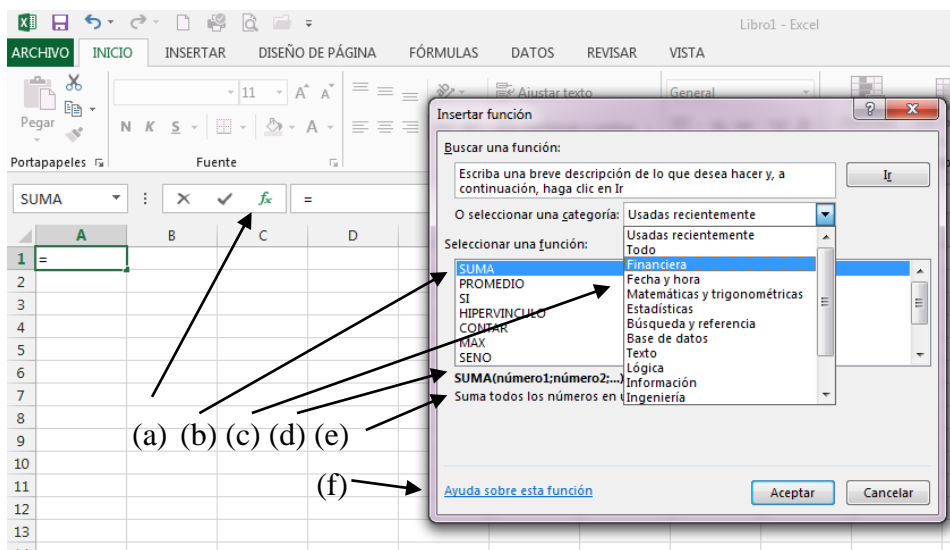 Libro1 - Excel
ARCHIVO INICIO INSERTAR DISEÑO DE PÁGINA FÓRMULAS DATOS REVISAR VISTA
11 A A Ajustar texto General
Pegar N K S A
Portapapeles Fuente
SUMA fx =
A B C D
1 =
2
3
4
5
6
7
8
9
10
11
12
13
Insertar función
Buscar una función:
Escriba una breve descripción de lo que desea hacer y, a
continuación, haga clic en Ir
Ir
O seleccionar una categoría: Usadas recientemente
Usadas recientemente
Todo
Financiera
Fecha y hora
Matemáticas y trigonométricas
Estadísticas
Búsqueda y referencia
Base de datos
Texto
Lógica
Información
Ingeniería
Seleccionar una función:
SUMA
PROMEDIO
SI
HIPERVINCULO
CONTAR
MAX
SENO
SUMA(número1;número2;...)
Suma todos los números en
Ayuda sobre esta función
Aceptar Cancelar
(a) (b) (c) (d) (e)
(f)